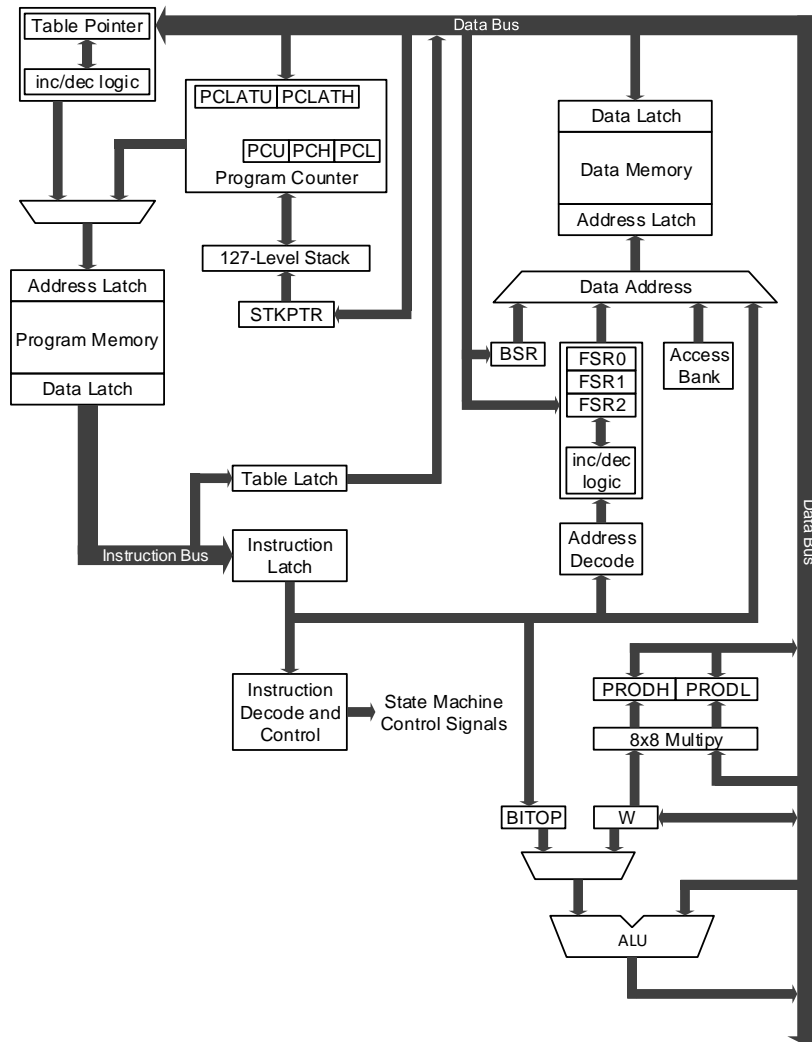 Data Bus
Table Pointer
inc/dec logic
PCLATU PCLATH
PCU PCH PCL
Program Counter
127-Level Stack
STKPTR
Data Latch
Data Memory
Address Latch
Data Address
Address Latch
Program Memory
Data Latch
BSR
FSR0
FSR1
FSR2
inc/dec
logic
Access
Bank
Table Latch
Instruction Bus
Instruction
Latch
Address
Decode
Data Bus
Instruction
Decode and
Control
State Machine
Control Signals
PRODH PRODL
8x8 Multipy
BITOP
W
ALU